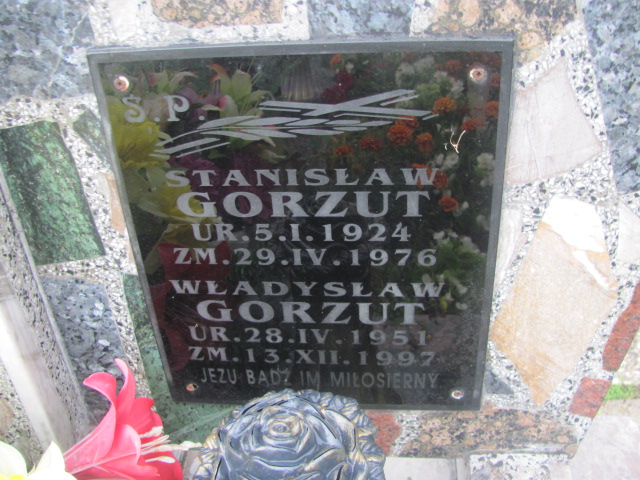 Ś.P.
STANISŁAW
GORZUT
UR.5.I.1924
ZM.29.IV.1976
WŁADYSŁAW
GORZUT
UR.28.IV.1951
ZM.13.XII.1997
JEZU BĄDŹ IM MIŁOSIERNY